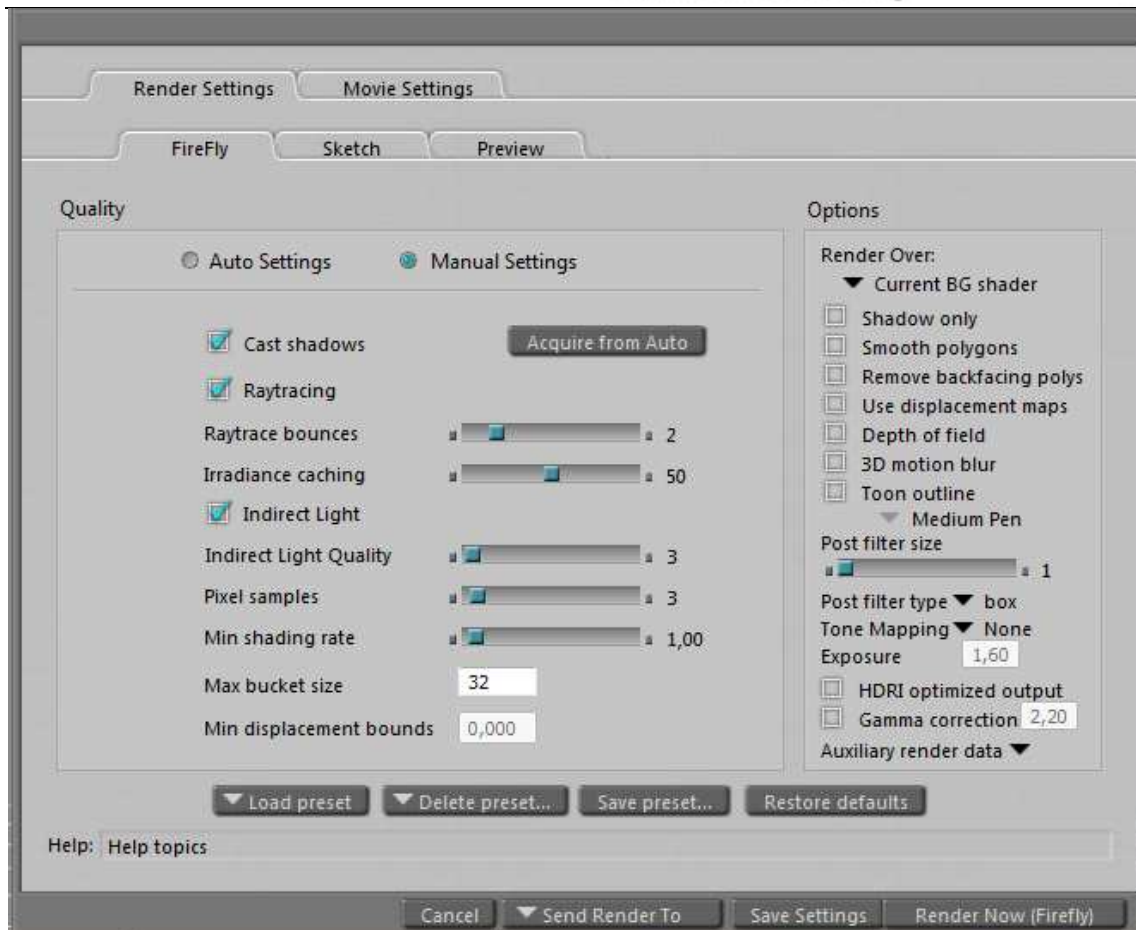 Render Settings
Movie Settings
FireFly
Sketch
Preview
Quality
Auto Settings
Manual Settings
Cast shadows
Acquire from Auto
Raytracing
Raytrace bounces 2
Irradiance caching 50
Indirect Light
Indirect Light Quality 3
Pixel samples 3
Min shading rate 1,00
Max bucket size 32
Min displacement bounds 0,000
Options
Render Over:
Current BG shader
Shadow only
Smooth polygons
Remove backfacing polys
Use displacement maps
Depth of field
3D motion blur
Toon outline
Medium Pen
Post filter size
1
Post filter type box
Tone Mapping None
Exposure 1,60
HDRI optimized output
Gamma correction 2,20
Auxiliary render data
Load preset
Delete preset...
Save preset...
Restore defaults
Help: Help topics
Cancel
Send Render To
Save Settings
Render Now (Firefly)